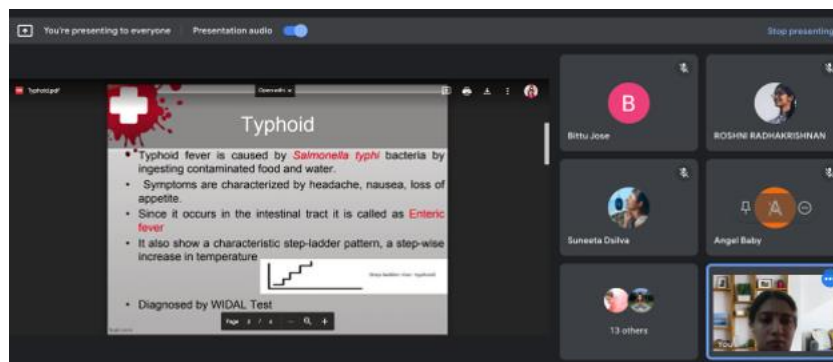 You're presenting to everyone
Presentation audio
Stop presenting
Typhoid.pdf
Open with
Typhoid
• Typhoid fever is caused by Salmonella typhi bacteria by
ingesting contaminated food and water.
• Symptoms are characterized by headache, nausea, loss of
appetite.
• Since it occurs in the intestinal tract it is called as Enteric
fever
• It also show a characteristic step-ladder pattern, a step-wise
increase in temperature
• Diagnosed by WIDAL Test
Page
/
B
Bittu Jose
ROSHNI RADHAKRISHNAN
Suneeta Dsilva
A
Angel Baby
13 others
You